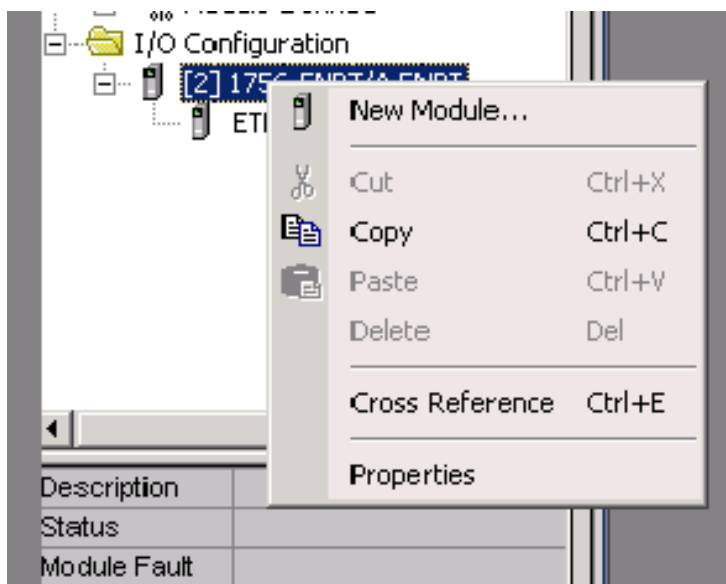 I/O Configuration
[2] 1756-ENBT/A ENBT
New Module...
Cut Ctrl+X
Copy Ctrl+C
Paste Ctrl+V
Delete Del
Cross Reference Ctrl+E
Properties
Description
Status
Module Fault